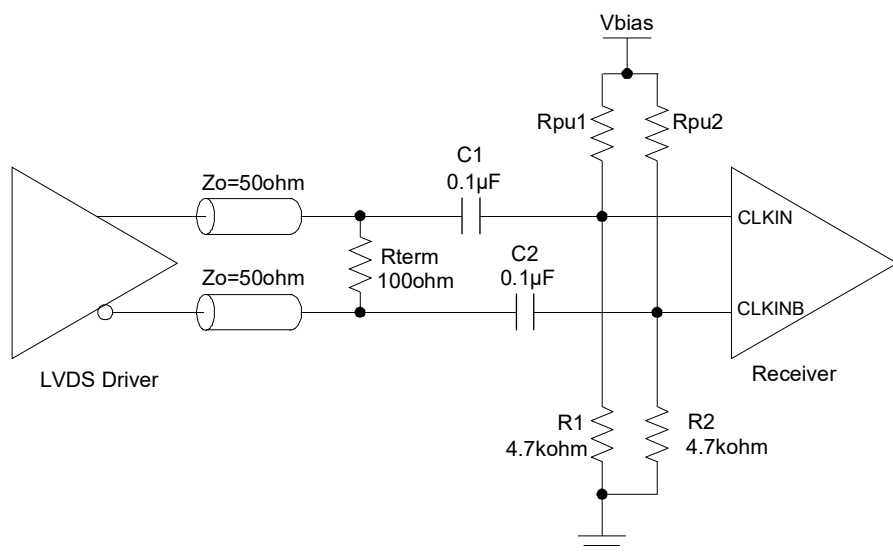 Vbias
Rpu1
Rpu2
C1
0.1µF
Zo=50ohm
CLKIN
Rterm
100ohm
C2
0.1µF
Zo=50ohm
CLKINB
LVDS Driver
Receiver
R1
4.7kohm
R2
4.7kohm